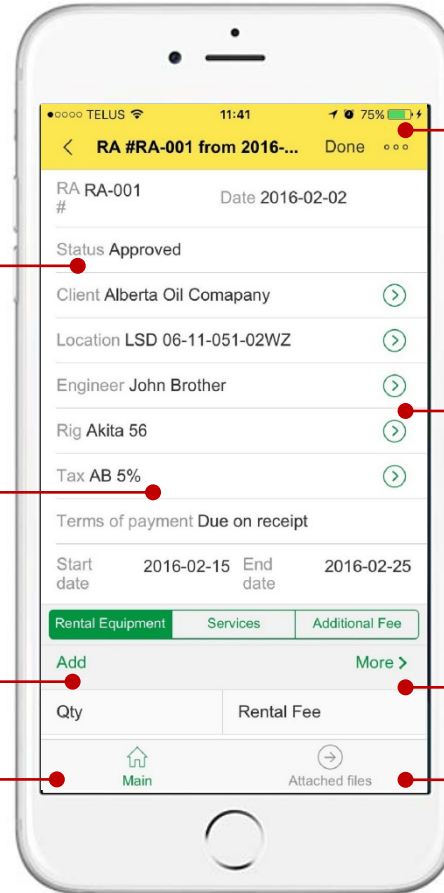 TELUS 11:41 75%
< RA #RA-001 from 2016-... Done
RA # RA-001 Date 2016-02-02
Status Approved
Client Alberta Oil Comapany
Location LSD 06-11-051-02WZ
Engineer John Brother
Rig Akita 56
Tax AB 5%
Terms of payment Due on receipt
Start date 2016-02-15 End date 2016-02-25
Rental Equipment Services Additional Fee
Add More >
Qty Rental Fee
Main Attached files